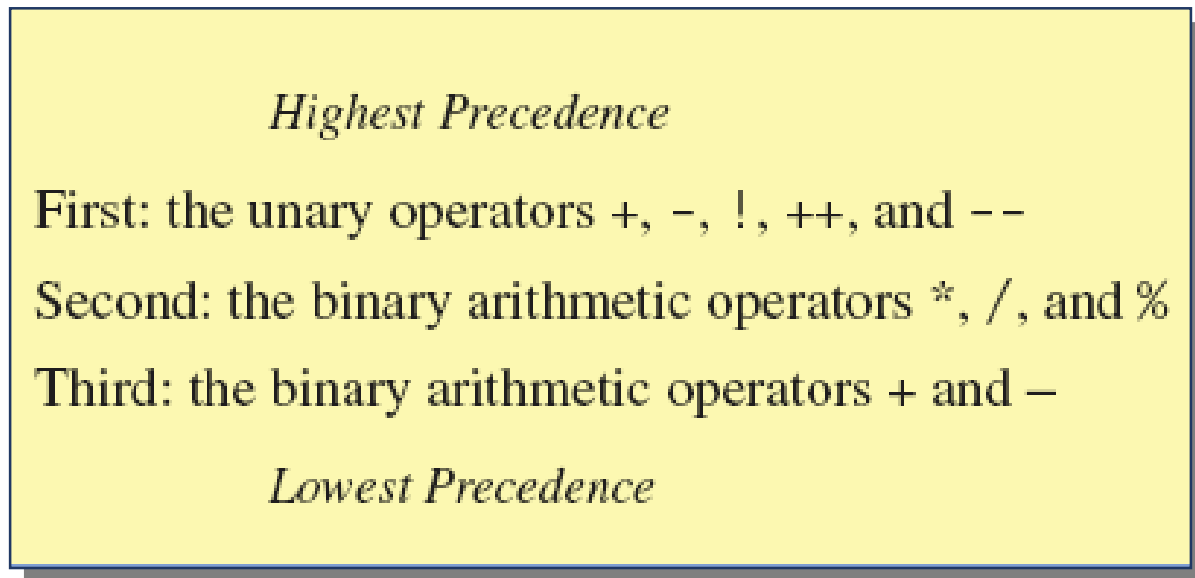 Highest Precedence
First: the unary operators +, -, !, ++, and --
Second: the binary arithmetic operators *, /, and %
Third: the binary arithmetic operators + and –
Lowest Precedence